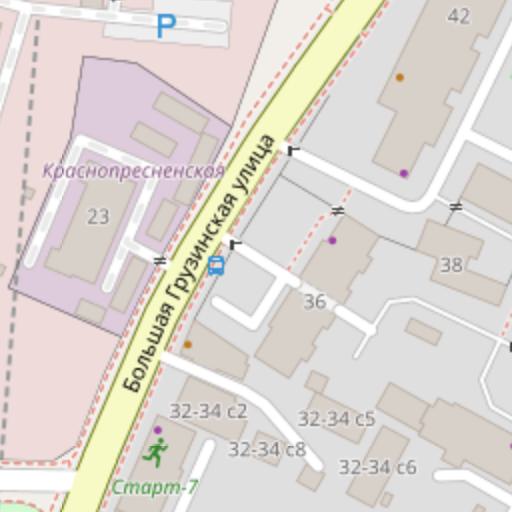 42
P
Краснопресненская
23
Большая Грузинская улица
38
36
32-34 с2
32-34 с5
32-34 с8
32-34 с6
Старт-7